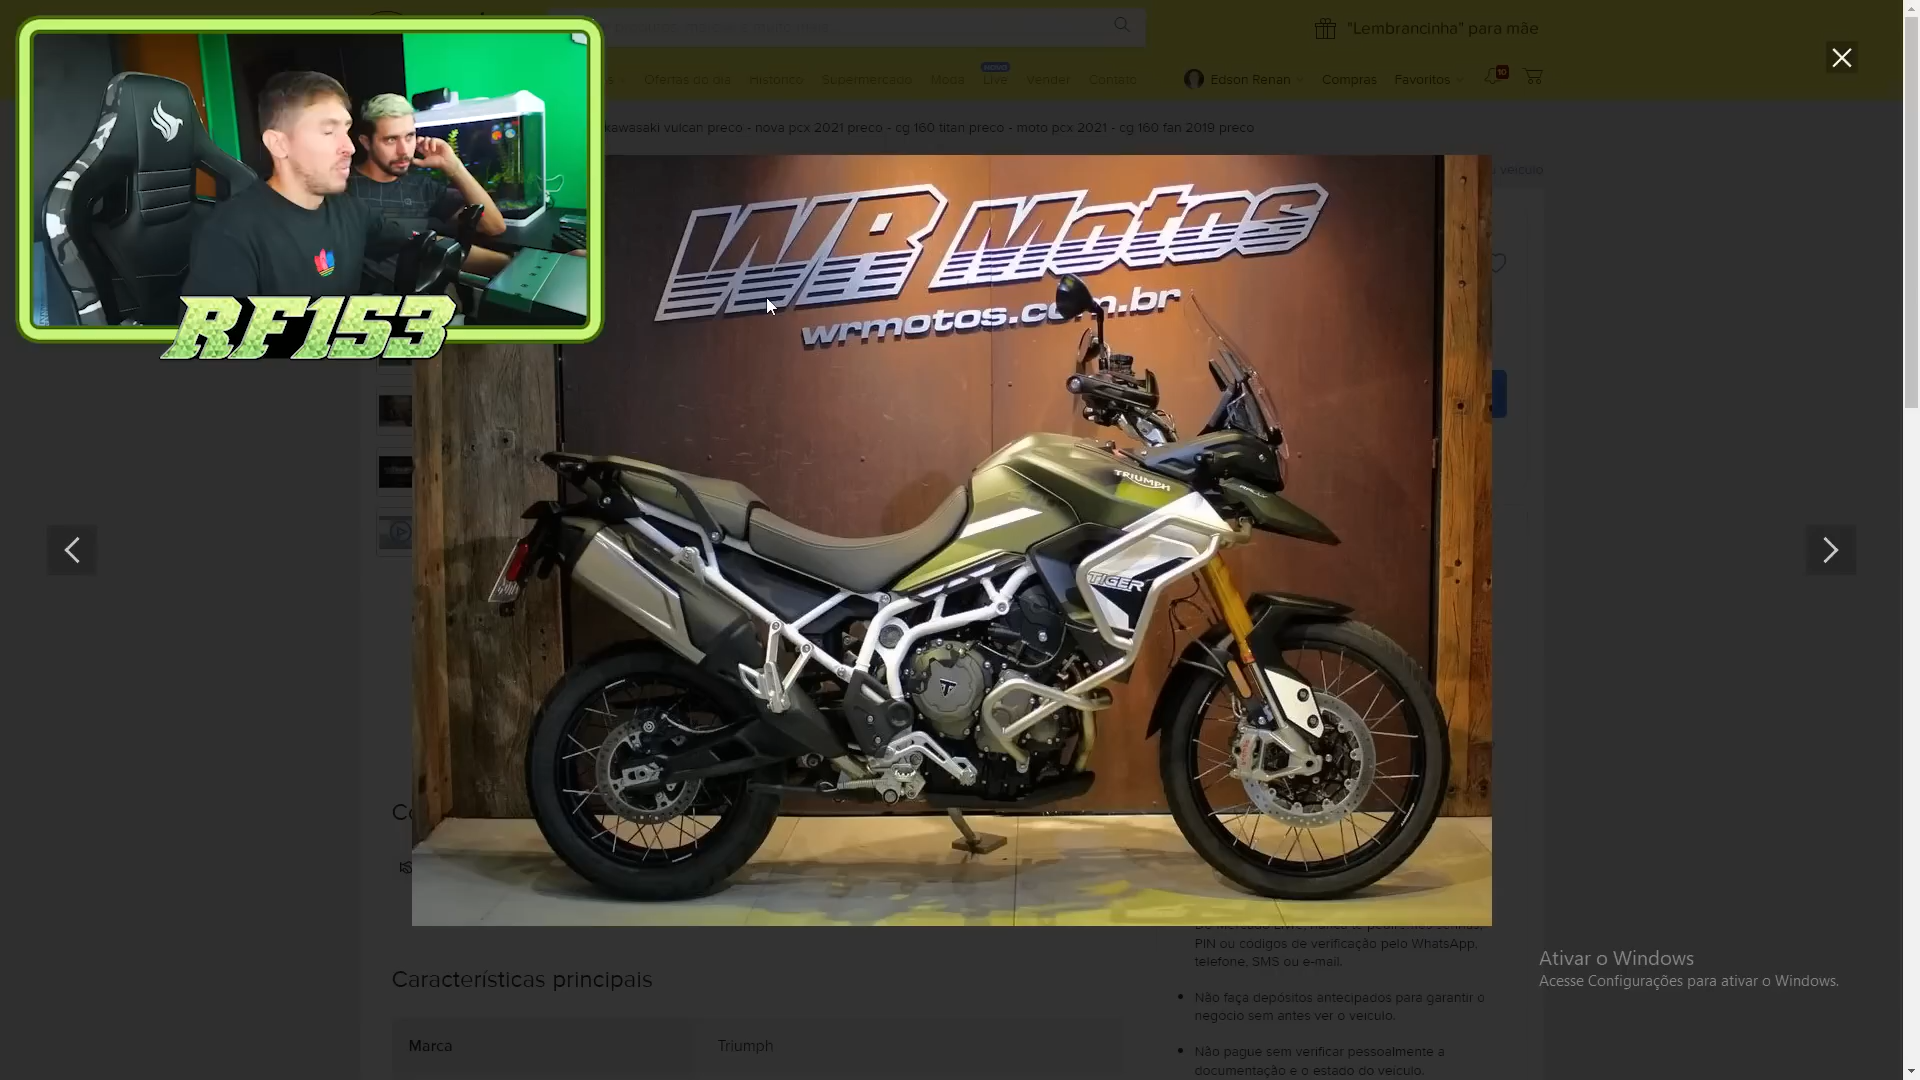 "Lembrancinha" para mãe
Ofertas do dia Histórico Supermercado Moda Live Vender Contato
NOVO
Edson Renan Compras Favoritos
10
kawasaki vulcan preco - nova pcx 2021 preco - cg 160 titan preco - moto pcx 2021 - cg 160 fan 2019 preco
veículo
WR Motos
wrmotos.com.br
RF153
TRIUMPH
RALLY
TIGER
PIN ou códigos de verificação pelo WhatsApp,
telefone, SMS ou e-mail.
Características principais
Não faça depósitos antecipados para garantir o
negócio sem antes ver o veículo.
Marca Triumph
Não pague sem verificar pessoalmente a
documentação e o estado do veículo.
Ativar o Windows
Acesse Configurações para ativar o Windows.